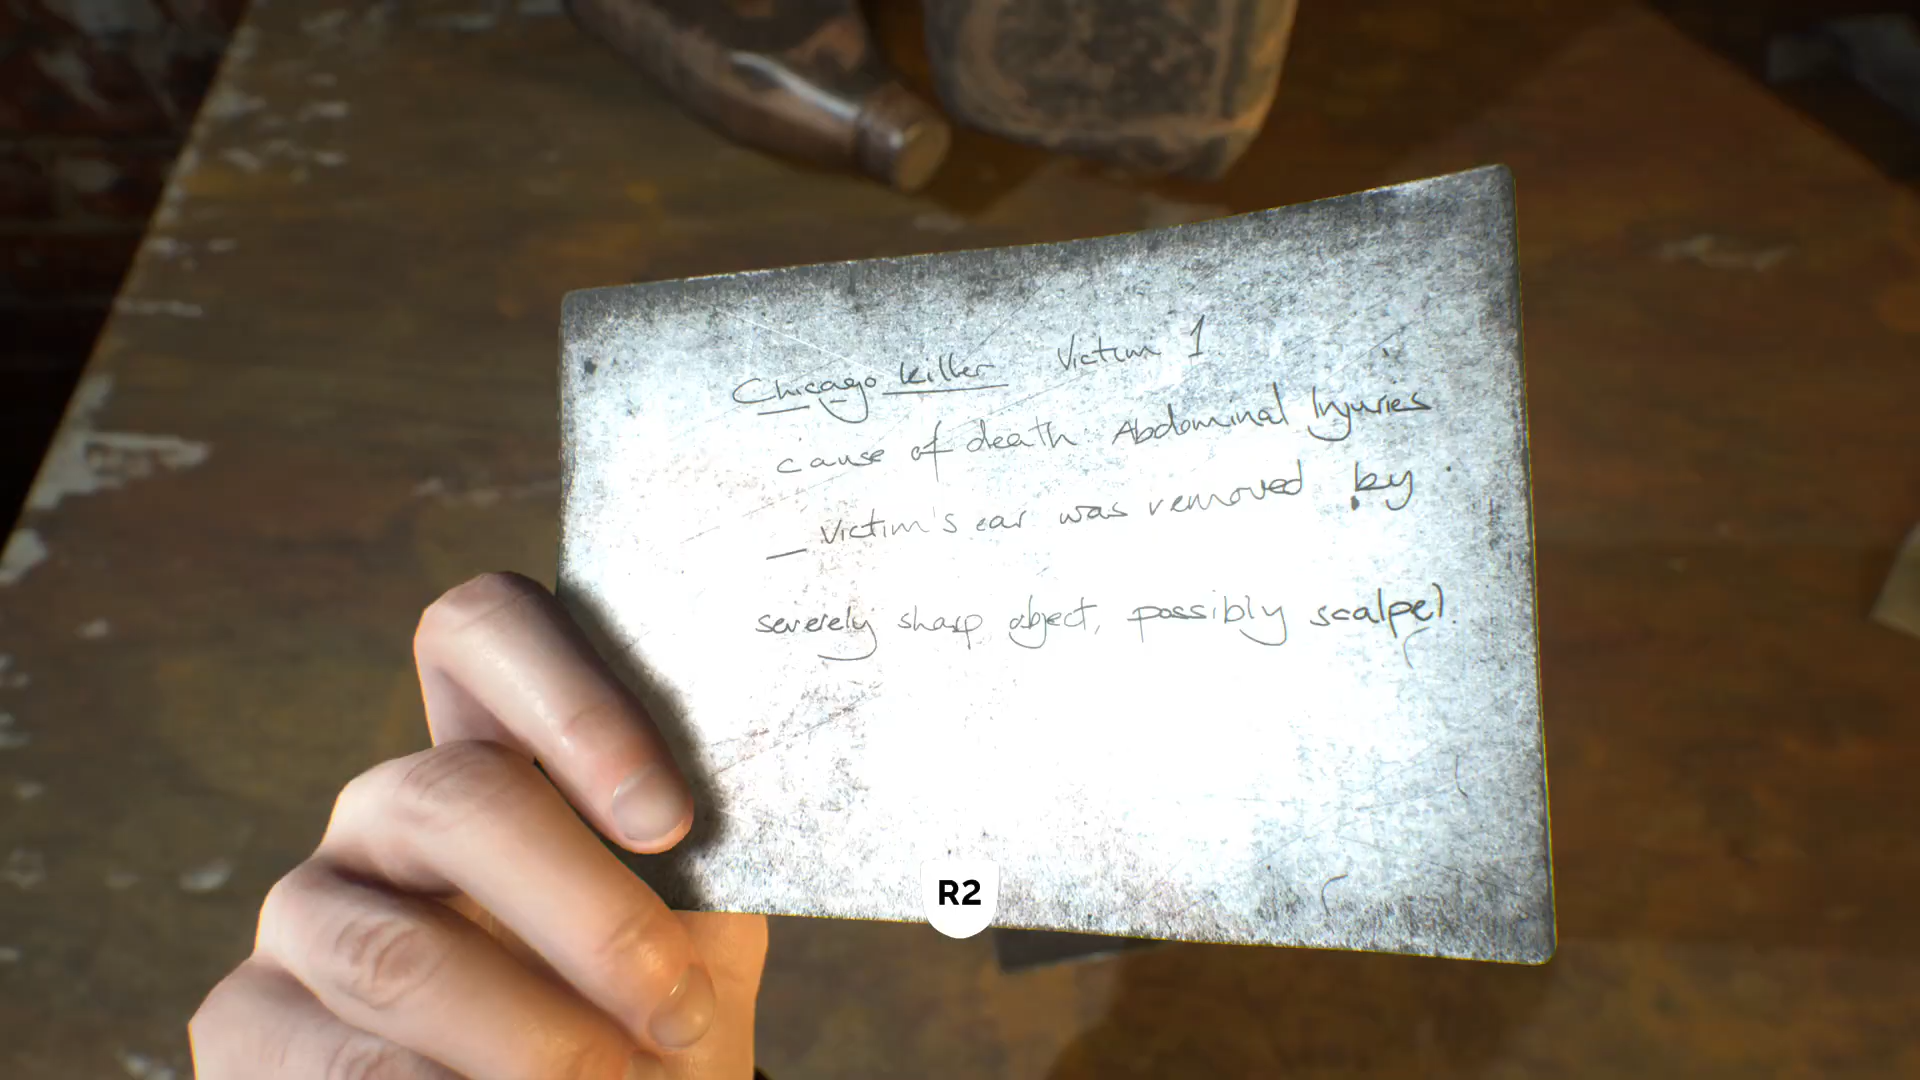 Chicago killer Victim 1
cause of death Abdominal Injuries
_ Victim's ear was removed by
severely sharp object, possibly scalpel.
R2